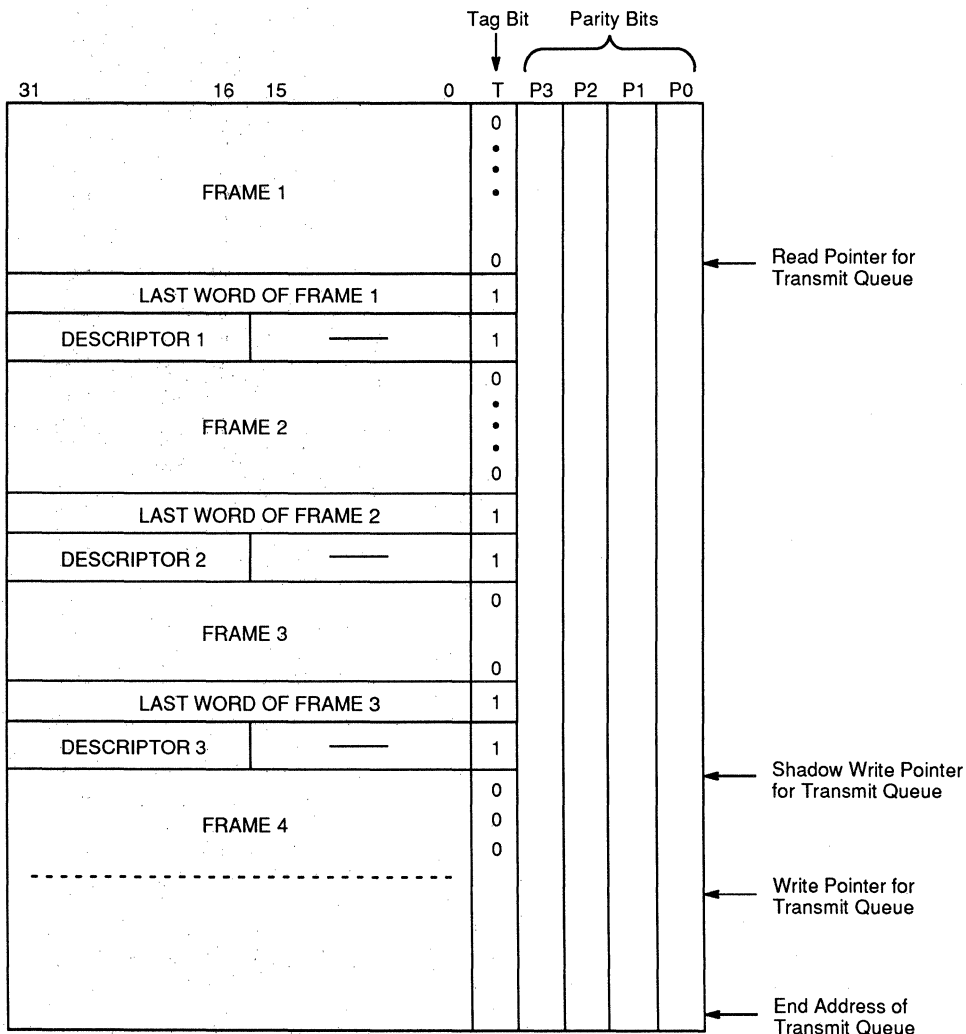 Tag Bit Parity Bits
31 16 15 0 T P3 P2 P1 P0
0
FRAME 1
0
Read Pointer for
Transmit Queue
LAST WORD OF FRAME 1 1
DESCRIPTOR 1 1
0
FRAME 2
0
LAST WORD OF FRAME 2 1
DESCRIPTOR 2 1
0
FRAME 3
0
LAST WORD OF FRAME 3 1
DESCRIPTOR 3 1
Shadow Write Pointer
for Transmit Queue
0
FRAME 4 0
0
Write Pointer for
Transmit Queue
End Address of
Transmit Queue